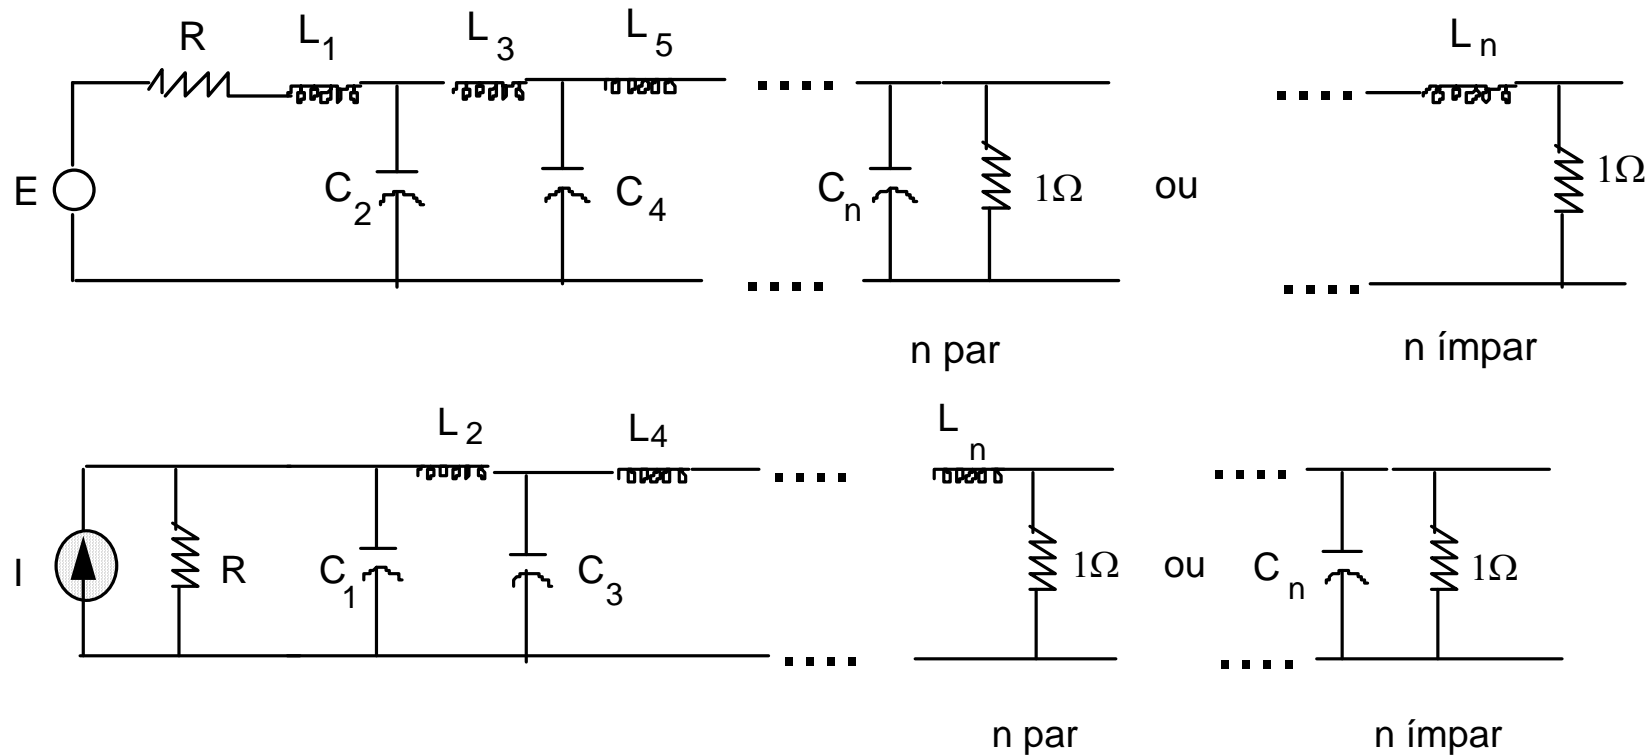 R L1 L3 L5 Ln
E C2 C4 Cn 1Ω ou 1Ω
n par n ímpar
L2 L4 Ln
I R C1 C3 1Ω ou Cn 1Ω
n par n ímpar